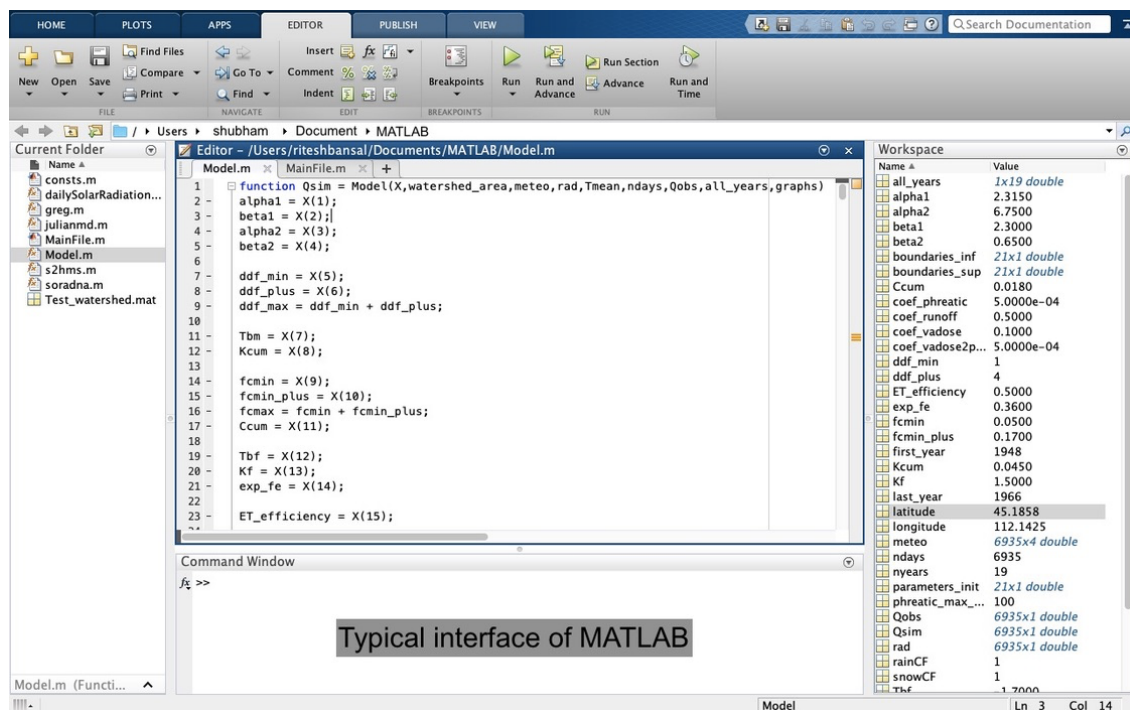 HOME PLOTS APPS EDITOR PUBLISH VIEW Search Documentation
New Open Save Find Files Compare Print
FILE
Go To Find
NAVIGATE
Insert fx
Comment %
Indent
EDIT
Breakpoints
BREAKPOINTS
Run Run and Advance Run Section Advance Run and Time
RUN
/ Users shubham Document MATLAB
Current Folder
Name
consts.m
dailySolarRadiation...
greg.m
julianmd.m
MainFile.m
Model.m
s2hms.m
soradna.m
Test_watershed.mat
Model.m (Functi...
Editor - /Users/riteshbansal/Documents/MATLAB/Model.m
Model.m MainFile.m +
1 function Qsim = Model(X,watershed_area,meteo,rad,Tmean,ndays,Qobs,all_years,graphs)
2 - alpha1 = X(1);
3 - beta1 = X(2);
4 - alpha2 = X(3);
5 - beta2 = X(4);
6
7 - ddf_min = X(5);
8 - ddf_plus = X(6);
9 - ddf_max = ddf_min + ddf_plus;
10
11 - Tbm = X(7);
12 - Kcum = X(8);
13
14 - fcmin = X(9);
15 - fcmin_plus = X(10);
16 - fcmax = fcmin + fcmin_plus;
17 - Ccum = X(11);
18
19 - Tbf = X(12);
20 - Kf = X(13);
21 - exp_fe = X(14);
22
23 - ET_efficiency = X(15);
Command Window
fx >>
Typical interface of MATLAB
Workspace
Name Value
all_years 1x19 double
alpha1 2.3150
alpha2 6.7500
beta1 2.3000
beta2 0.6500
boundaries_inf 21x1 double
boundaries_sup 21x1 double
Ccum 0.0180
coef_phreatic 5.0000e-04
coef_runoff 0.5000
coef_vadose 0.1000
coef_vadose2p... 5.0000e-04
ddf_min 1
ddf_plus 4
ET_efficiency 0.5000
exp_fe 0.3600
fcmin 0.0500
fcmin_plus 0.1700
first_year 1948
Kcum 0.0450
Kf 1.5000
last_year 1966
latitude 45.1858
longitude 112.1425
meteo 6935x4 double
ndays 6935
nyears 19
parameters_init 21x1 double
phreatic_max_... 100
Qobs 6935x1 double
Qsim 6935x1 double
rad 6935x1 double
rainCF 1
snowCF 1
Tbf -1.7000
Model Ln 3 Col 14